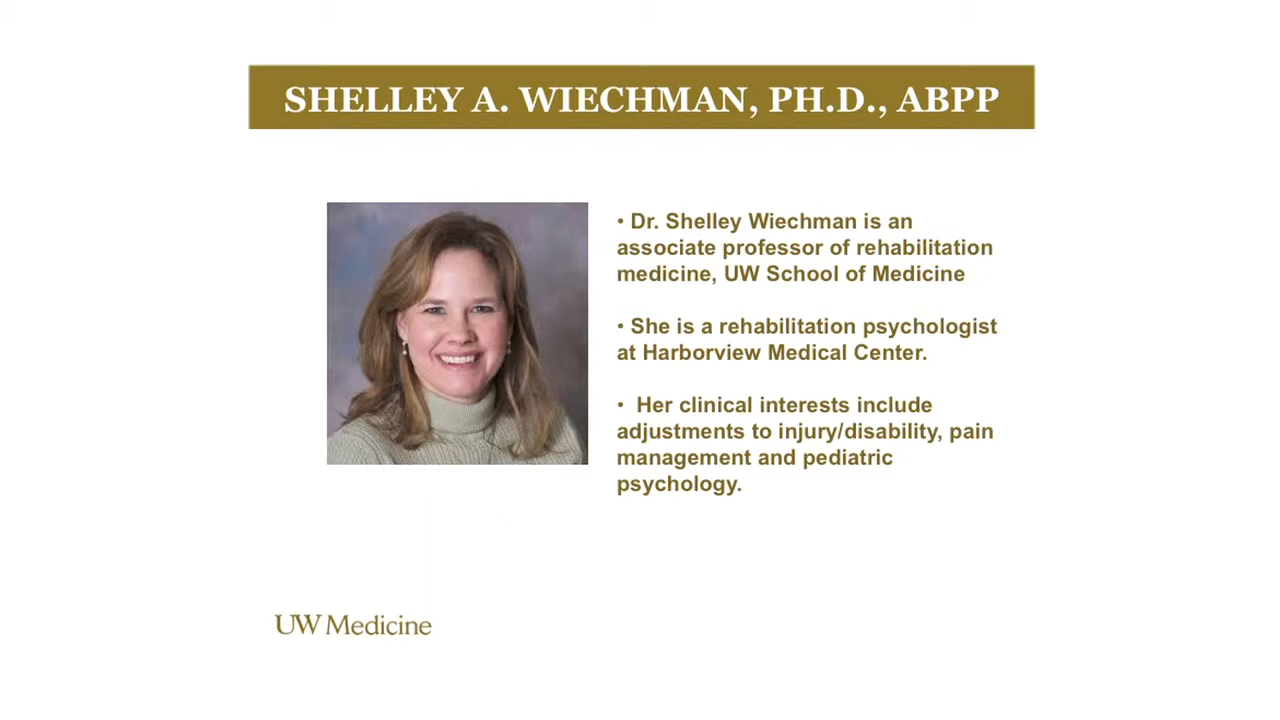 SHELLEY A. WIECHMAN, PH.D., ABPP
• Dr. Shelley Wiechman is an
associate professor of rehabilitation
medicine, UW School of Medicine
• She is a rehabilitation psychologist
at Harborview Medical Center.
• Her clinical interests include
adjustments to injury/disability, pain
management and pediatric
psychology.
UW Medicine